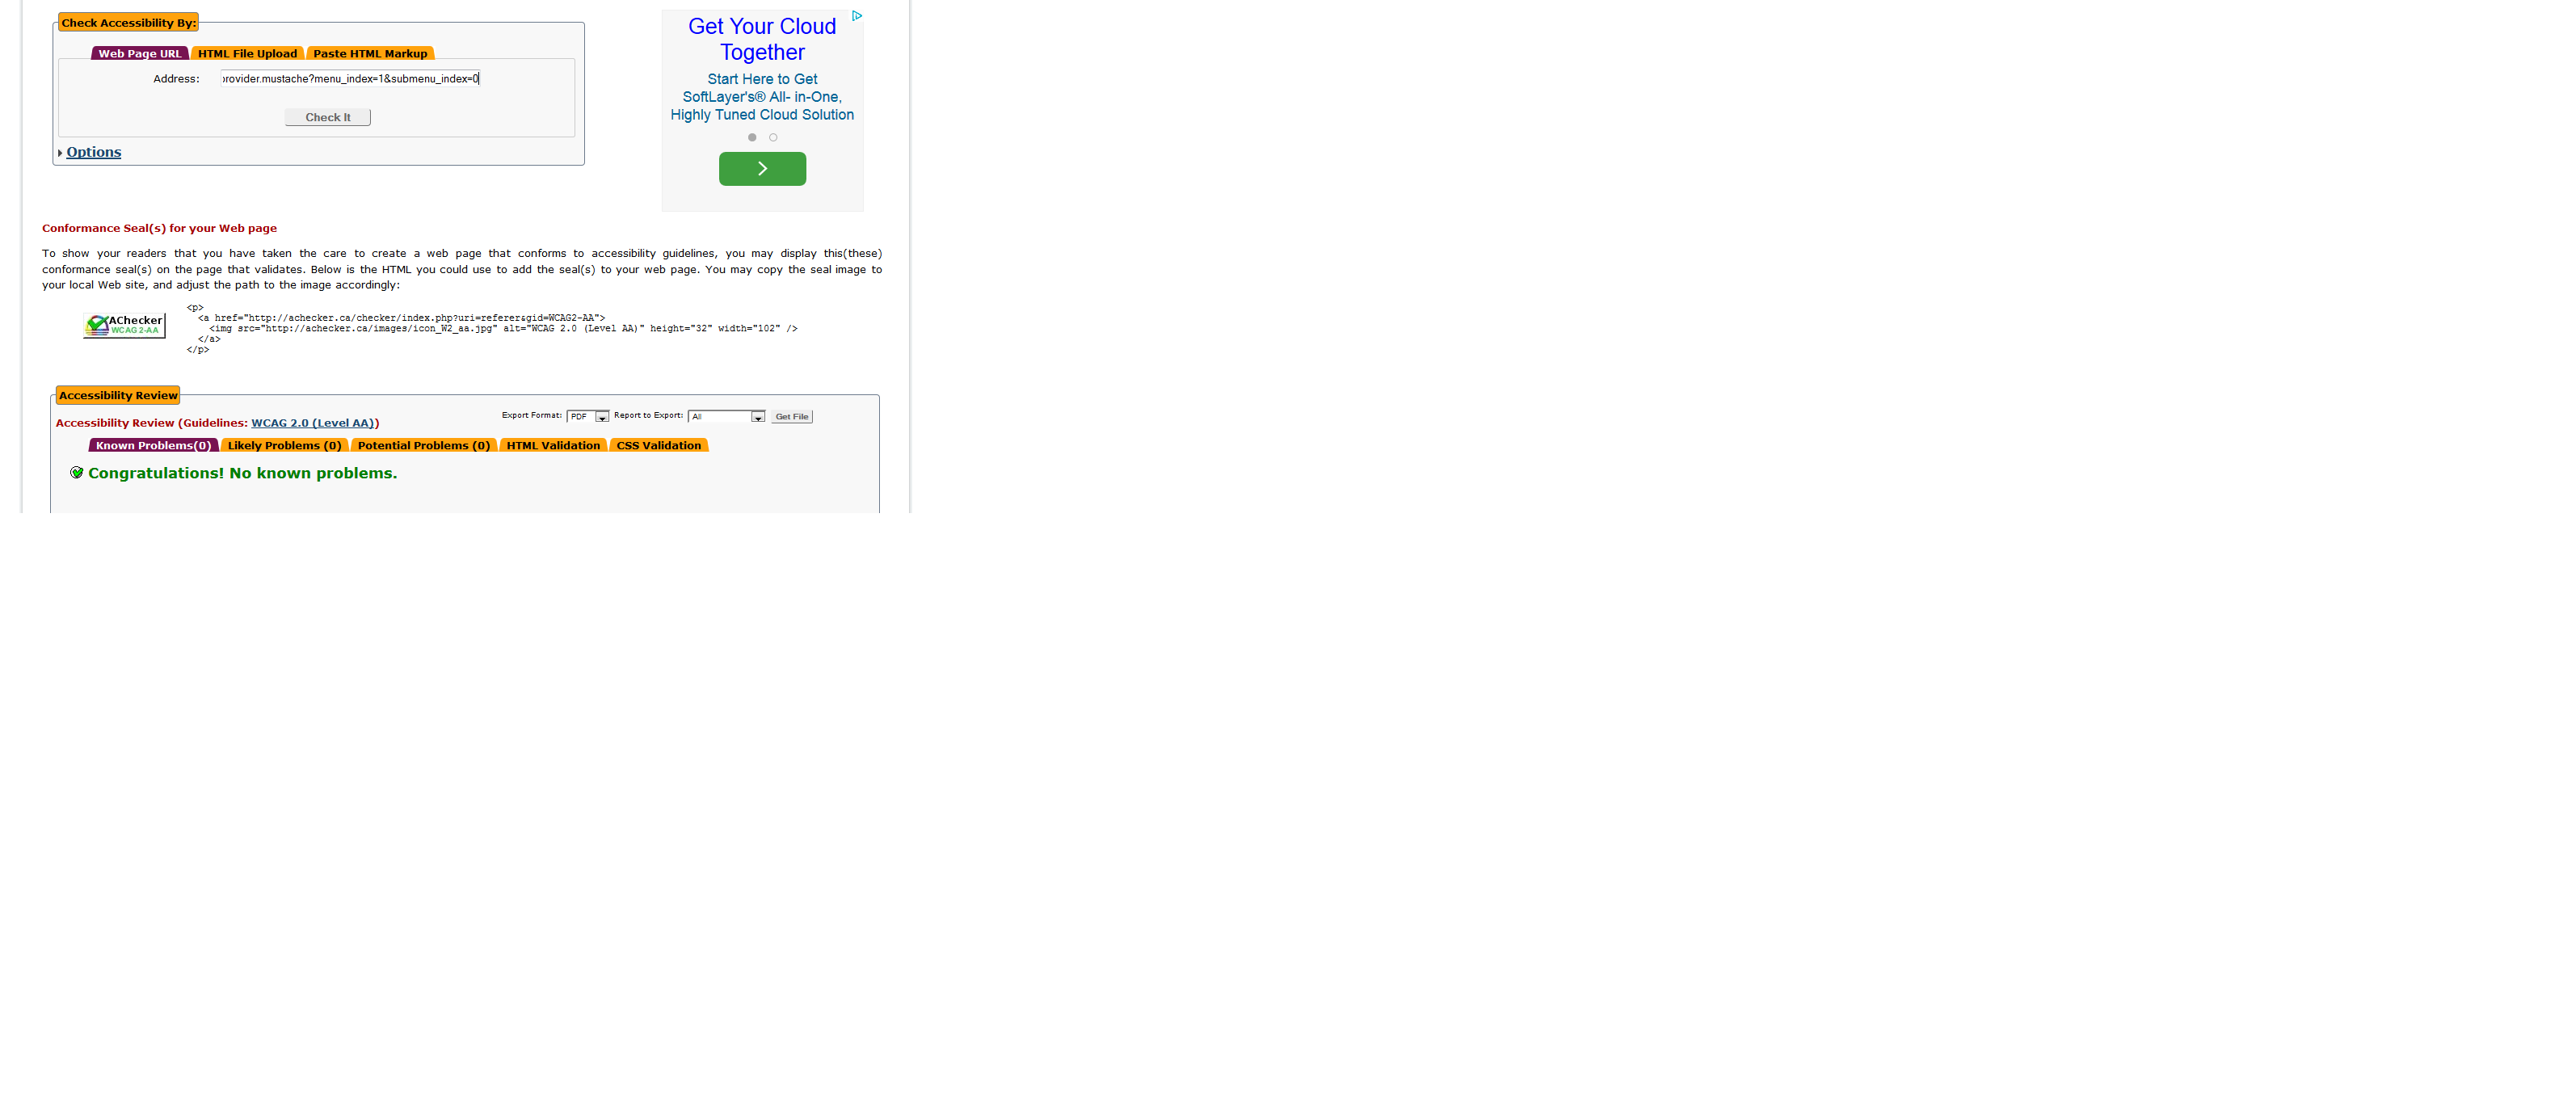 Check Accessibility By:
Web Page URL HTML File Upload Paste HTML Markup
Address: provider.mustache?menu_index=1&submenu_index=0
Check It
Options
Get Your Cloud
Together
Start Here to Get
SoftLayer's® All- in-One,
Highly Tuned Cloud Solution
Conformance Seal(s) for your Web page
To show your readers that you have taken the care to create a web page that conforms to accessibility guidelines, you may display this(these)
conformance seal(s) on the page that validates. Below is the HTML you could use to add the seal(s) to your web page. You may copy the seal image to
your local Web site, and adjust the path to the image accordingly:
AChecker
WCAG 2-AA
<p>
<a href="http://achecker.ca/checker/index.php?uri=referer&gid=WCAG2-AA">
<img src="http://achecker.ca/images/icon_W2_aa.jpg" alt="WCAG 2.0 (Level AA)" height="32" width="102" />
</a>
</p>
Accessibility Review
Export Format: PDF Report to Export: All Get File
Accessibility Review (Guidelines: WCAG 2.0 (Level AA))
Known Problems(0) Likely Problems (0) Potential Problems (0) HTML Validation CSS Validation
Congratulations! No known problems.